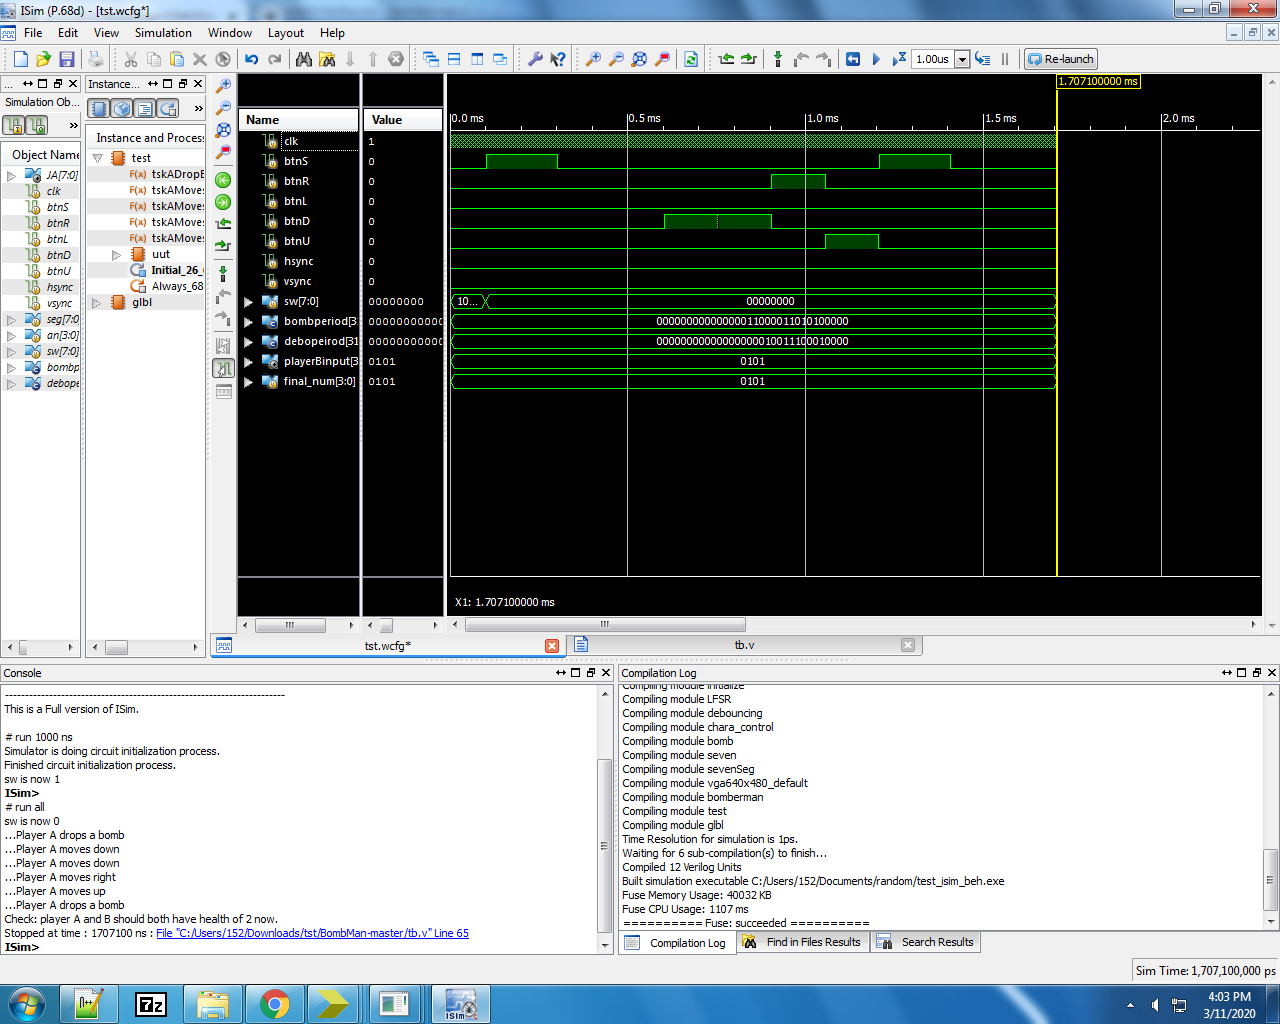 ISim (P.68d) - [tst.wcfg*]
File Edit View Simulation Window Layout Help
1.00us
Re-launch
...
Simulation Ob...
Object Name
JA[7:0]
clk
btnS
btnR
btnL
btnD
btnU
hsync
vsync
seg[7:0
an[3:0]
sw[7:0]
bombp
debope
Instance...
Instance and Process
test
tskADropB
tskAMoves
tskAMoves
tskAMoves
tskAMoves
uut
Initial_26_
Always_68
glbl
Name Value
clk 1
btnS 0
btnR 0
btnL 0
btnD 0
btnU 0
hsync 0
vsync 0
sw[7:0] 00000000
bombperiod[3 000000000000
debopeirod[31 000000000000
playerBinput[3 0101
final_num[3:0] 0101
1.707100000 ms
0.0 ms 0.5 ms 1.0 ms 1.5 ms 2.0 ms
10... 00000000
00000000000000011000011010100000
00000000000000000010011100010000
0101
0101
X1: 1.707100000 ms
tst.wcfg* tb.v
Console
This is a Full version of ISim.
# run 1000 ns
Simulator is doing circuit initialization process.
Finished circuit initialization process.
sw is now 1
ISim>
# run all
sw is now 0
...Player A drops a bomb
...Player A moves down
...Player A moves down
...Player A moves right
...Player A moves up
...Player A drops a bomb
Check: player A and B should both have health of 2 now.
Stopped at time : 1707100 ns : File "C:/Users/152/Downloads/tst/BombMan-master/tb.v" Line 65
ISim>
Compilation Log
Compiling module initialize
Compiling module LFSR
Compiling module debouncing
Compiling module chara_control
Compiling module bomb
Compiling module seven
Compiling module sevenSeg
Compiling module vga640x480_default
Compiling module bomberman
Compiling module test
Compiling module glbl
Time Resolution for simulation is 1ps.
Waiting for 6 sub-compilation(s) to finish...
Compiled 12 Verilog Units
Built simulation executable C:/Users/152/Documents/random/test_isim_beh.exe
Fuse Memory Usage: 40032 KB
Fuse CPU Usage: 1107 ms
========== Fuse: succeeded ==========
Compilation Log Find in Files Results Search Results
Sim Time: 1,707,100,000 ps
4:03 PM
3/11/2020